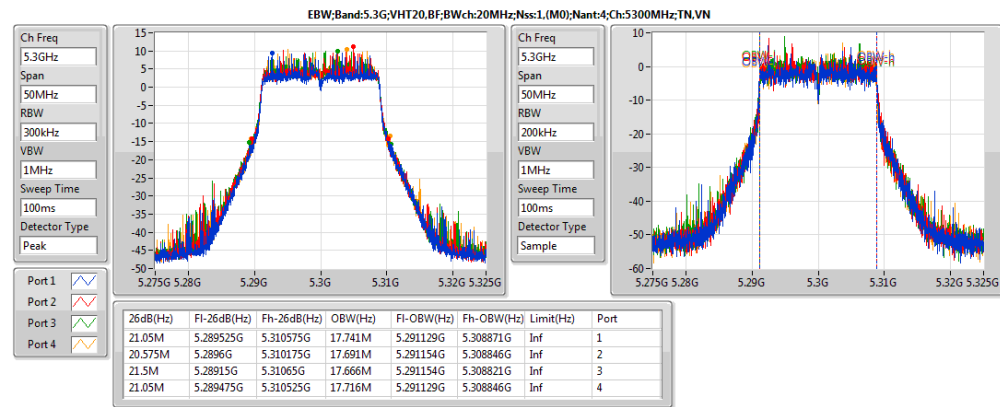 EBW;Band:5.3G;VHT20,BF;BWch:20MHz;Nss:1,(M0);Nant:4;Ch:5300MHz;TN,VN
Ch Freq
5.3GHz
Span
50MHz
RBW
300kHz
VBW
1MHz
Sweep Time
100ms
Detector Type
Peak
15
10
5
0
-5
-10
-15
-20
-25
-30
-35
-40
-45
-50
5.275G 5.28G 5.29G 5.3G 5.31G 5.32G 5.325G
Ch Freq
5.3GHz
Span
50MHz
RBW
200kHz
VBW
1MHz
Sweep Time
100ms
Detector Type
Sample
10
0
-10
-20
-30
-40
-50
-60
5.275G 5.28G 5.29G 5.3G 5.31G 5.32G 5.325G
Port 1
Port 2
Port 3
Port 4
26dB(Hz) Fl-26dB(Hz) Fh-26dB(Hz) OBW(Hz) Fl-OBW(Hz) Fh-OBW(Hz) Limit(Hz) Port
21.05M 5.289525G 5.310575G 17.741M 5.291129G 5.308871G Inf 1
20.575M 5.2896G 5.310175G 17.691M 5.291154G 5.308846G Inf 2
21.5M 5.28915G 5.31065G 17.666M 5.291154G 5.308821G Inf 3
21.05M 5.289475G 5.310525G 17.716M 5.291129G 5.308846G Inf 4